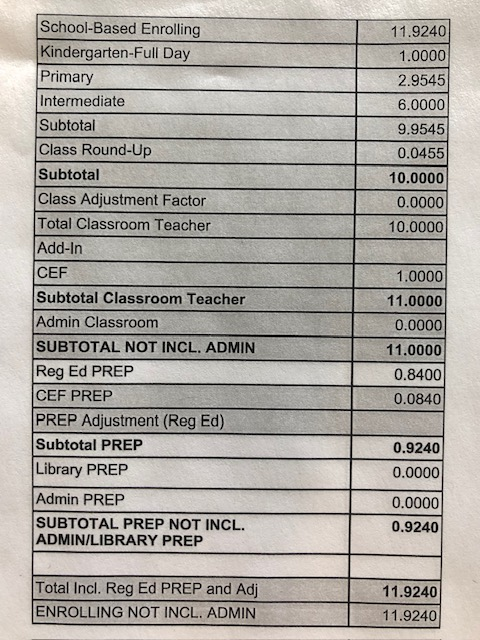 School-Based Enrolling 11.9240
Kindergarten-Full Day 1.0000
Primary 2.9545
Intermediate 6.0000
Subtotal 9.9545
Class Round-Up 0.0455
Subtotal 10.0000
Class Adjustment Factor 0.0000
Total Classroom Teacher 10.0000
Add-In
CEF 1.0000
Subtotal Classroom Teacher 11.0000
Admin Classroom 0.0000
SUBTOTAL NOT INCL. ADMIN 11.0000
Reg Ed PREP 0.8400
CEF PREP 0.0840
PREP Adjustment (Reg Ed)
Subtotal PREP 0.9240
Library PREP 0.0000
Admin PREP 0.0000
SUBTOTAL PREP NOT INCL. 0.9240
ADMIN/LIBRARY PREP
Total Incl. Reg Ed PREP and Adj 11.9240
ENROLLING NOT INCL. ADMIN 11.9240